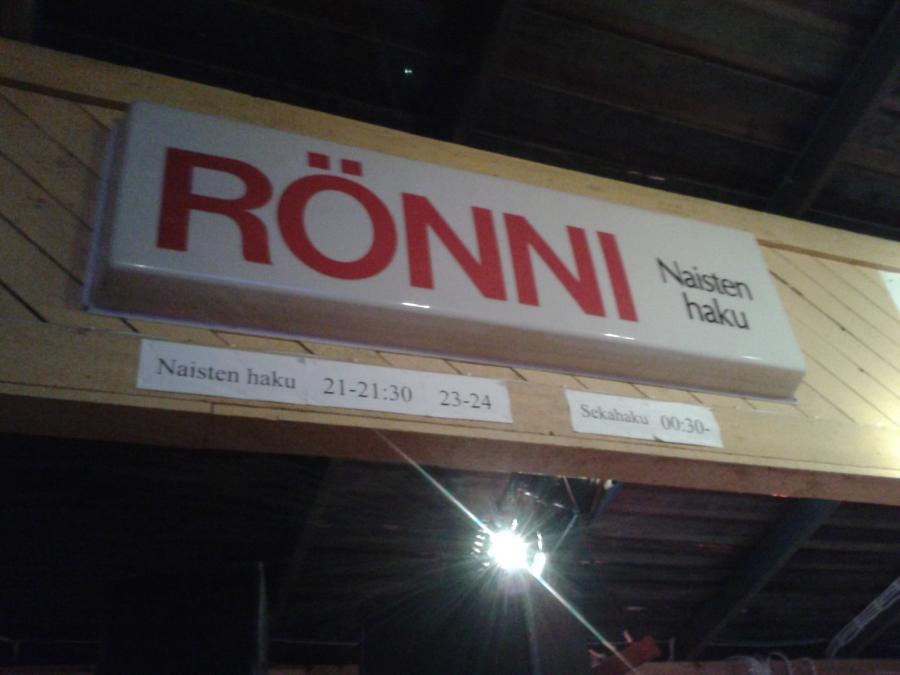 RÖNNI
Naisten
haku
Naisten haku 21-21:30 23-24
Sekahaku 00:30-